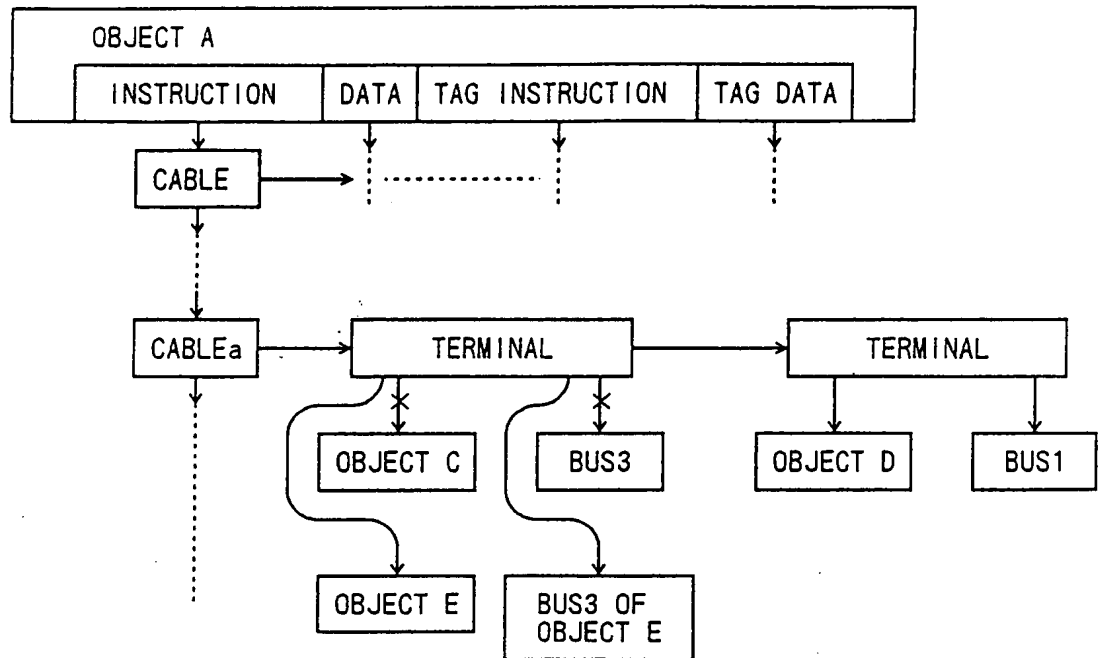 OBJECT A
INSTRUCTION DATA TAG INSTRUCTION TAG DATA
CABLE
CABLEa TERMINAL TERMINAL
OBJECT C BUS3 OBJECT D BUS1
OBJECT E BUS3 OF
OBJECT E